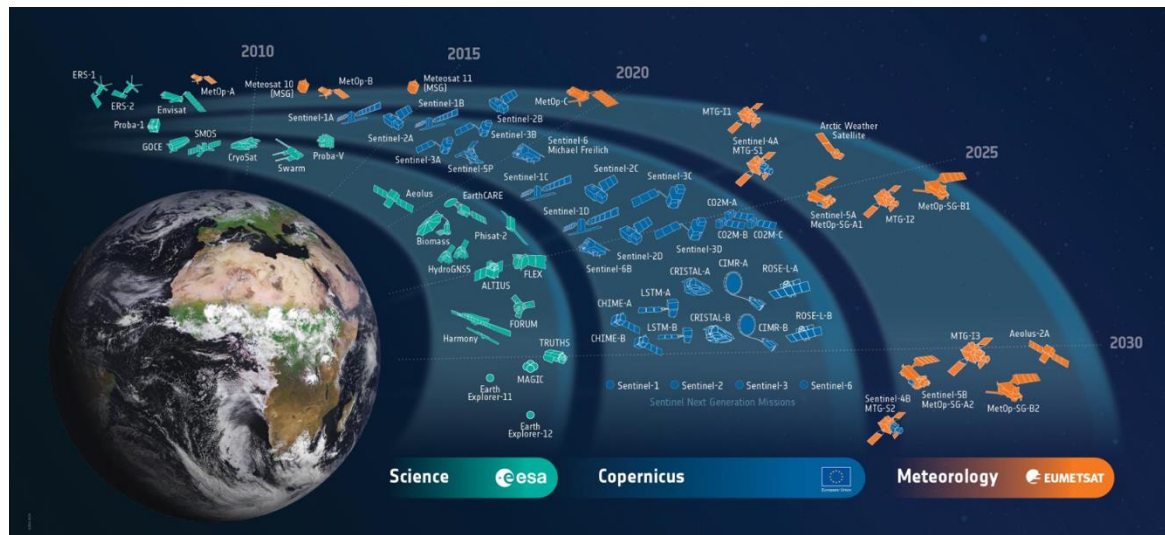 2010
2015
2020
2025
2030
ERS-1
ERS-2
Envisat
MetOp-A
Meteosat 10
(MSG)
MetOp-B
Meteosat 11
(MSG)
MetOp-C
MTG-I1
Arctic Weather
Satellite
Proba-1
GOCE
SMOS
CryoSat
Swarm
Proba-V
Sentinel-1A
Sentinel-2A
Sentinel-1B
Sentinel-2B
Sentinel-3A
Sentinel-5P
Sentinel-3B
Sentinel-6
Michael Freilich
Sentinel-4A
MTG-S1
Sentinel-5A
MetOp-SG-A1
MTG-I2
MetOp-SG-B1
Aeolus
EarthCARE
Biomass
Phisat-2
HydroGNSS
ALTIUS
FLEX
Sentinel-1C
Sentinel-2C
Sentinel-3C
Sentinel-1D
Sentinel-2D
Sentinel-3D
Sentinel-6B
CO2M-A
CO2M-B
CO2M-C
CRISTAL-A
CIMR-A
ROSE-L-A
LSTM-A
CHIME-A
CHIME-B
LSTM-B
CRISTAL-B
CIMR-B
ROSE-L-B
FORUM
Harmony
TRUTHS
MAGIC
Earth
Explorer-11
Earth
Explorer-12
Sentinel-1
Sentinel-2
Sentinel-3
Sentinel-6
Sentinel Next Generation Missions
MTG-I3
Aeolus-2A
Sentinel-4B
MTG-S2
Sentinel-5B
MetOp-SG-A2
MetOp-SG-B2
Science
esa
Copernicus
European Union
Meteorology
EUMETSAT